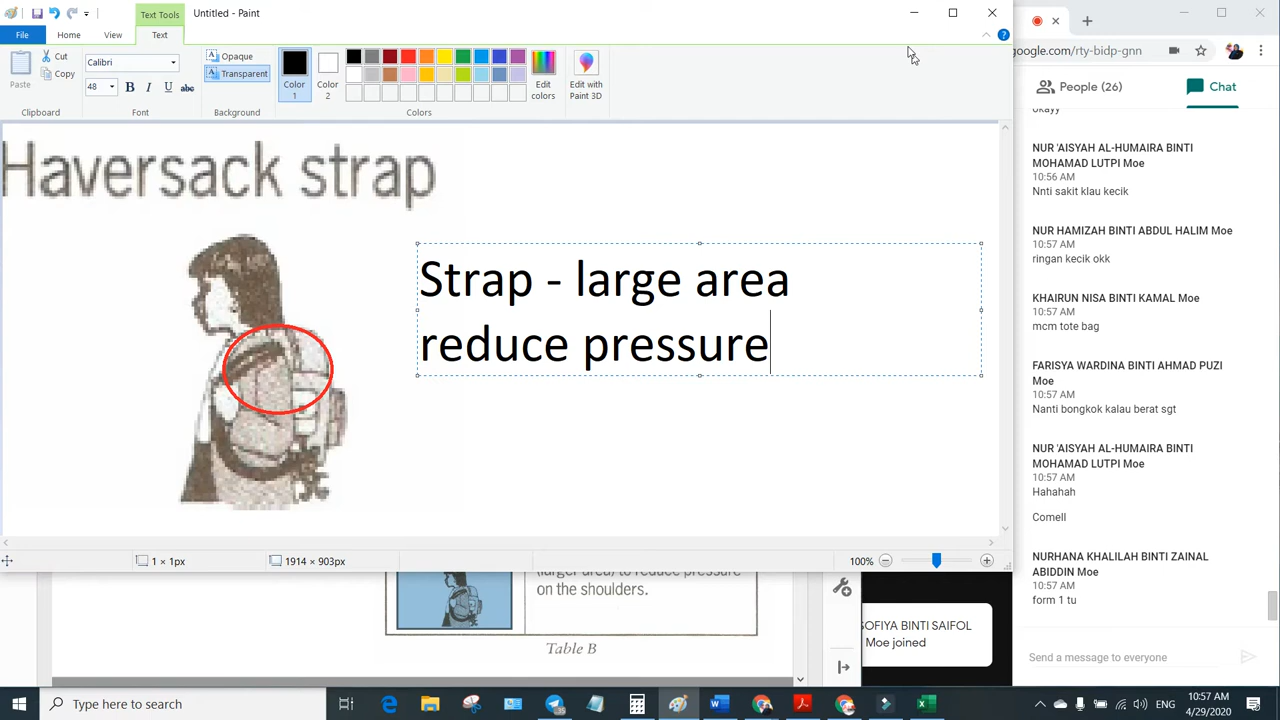 Text Tools
Untitled - Paint
File
Home
View
Text
Paste
Cut
Copy
Clipboard
Calibri
48
B
I
U
abc
Font
Opaque
Transparent
Background
Color
1
Color
2
Colors
Edit
colors
Edit with
Paint 3D
Haversack strap
Strap - large area
reduce pressure
1 × 1px
1914 × 903px
100%
(larger area) to reduce pressure
on the shoulders.
Table B
GOFIYA BINTI SAIFOL
Moe joined
google.com/rty-bidp-gnn
People (26)
Chat
Okayy
NUR 'AISYAH AL-HUMAIRA BINTI
MOHAMAD LUTPI Moe
10:56 AM
Nnti sakit klau kecik
NUR HAMIZAH BINTI ABDUL HALIM Moe
10:57 AM
ringan kecik okk
KHAIRUN NISA BINTI KAMAL Moe
10:57 AM
mcm tote bag
FARISYA WARDINA BINTI AHMAD PUZI
Moe
10:57 AM
Nanti bongkok kalau berat sgt
NUR 'AISYAH AL-HUMAIRA BINTI
MOHAMAD LUTPI Moe
10:57 AM
Hahahah
Comell
NURHANA KHALILAH BINTI ZAINAL
ABIDDIN Moe
10:57 AM
form 1 tu
Send a message to everyone
Type here to search
ENG
10:57 AM
4/29/2020